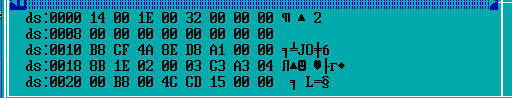 ds:0000 14 00 1E 00 32 00 00 00 ¶ ▲ 2
ds:0008 00 00 00 00 00 00 00 00
ds:0010 B8 CF 4A 8E D8 A1 00 00 ╕╧JО╪б
ds:0018 8B 1E 02 00 03 C3 A3 04 Л▲☻ ♥├г♦
ds:0020 00 B8 00 4C CD 15 00 00  ╕ L═§